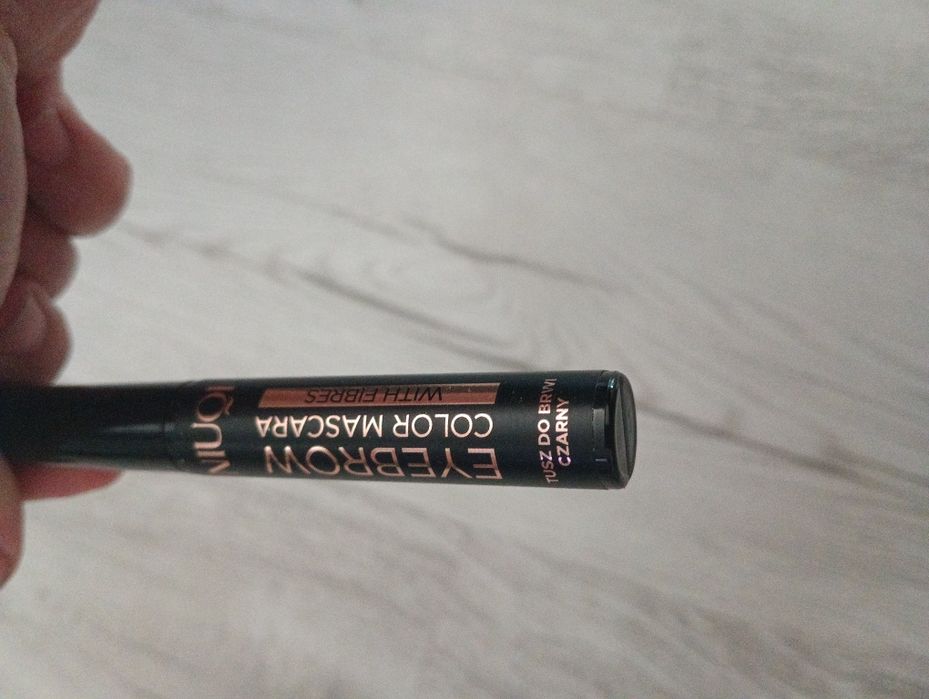 EYEBROW
COLOR MASCARA
WITH FIBRES
TUSZ DO BRWI
CZARNY